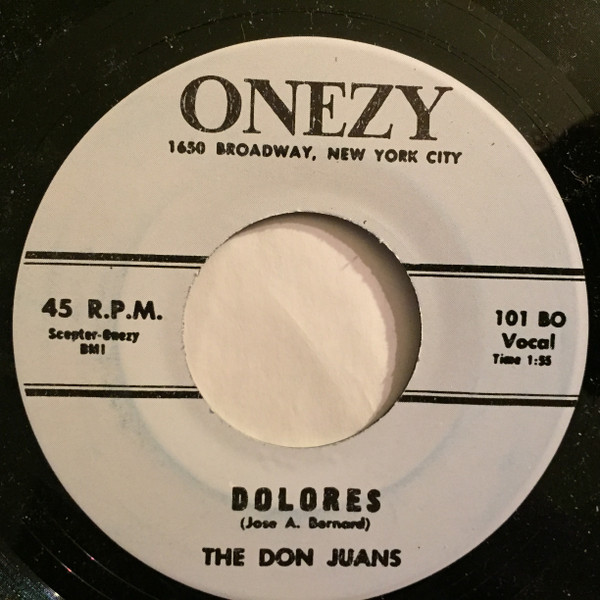 ONEZY
1650 BROADWAY, NEW YORK CITY
45 R.P.M.
Scepter-Onezy
BMI
101 BO
Vocal
Time 1:55
DOLORES
(Jose A. Bernard)
THE DON JUANS